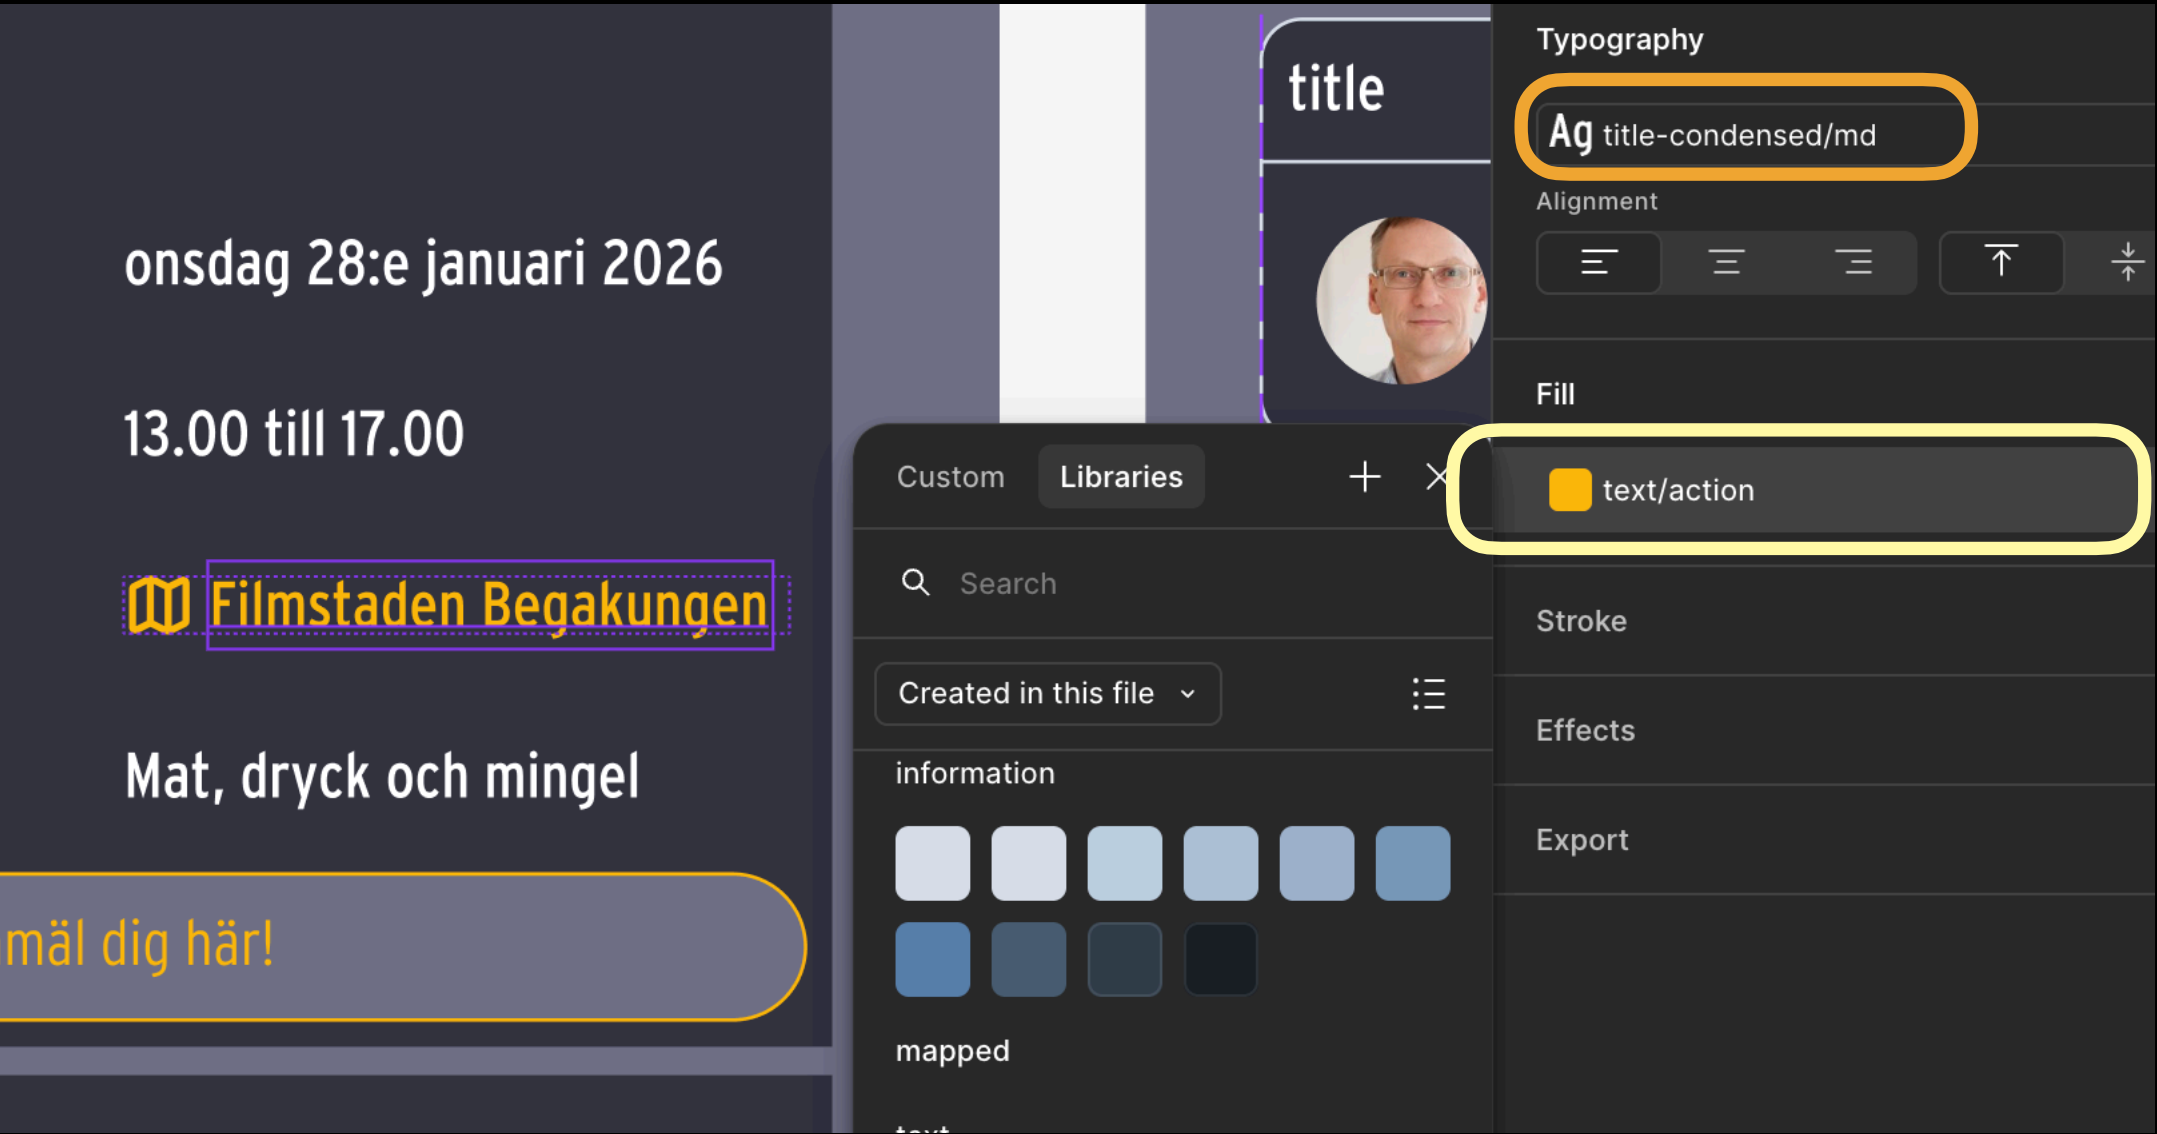 onsdag 28:e januari 2026
13.00 till 17.00
Filmstaden Begakungen
Mat, dryck och mingel
mäl dig här!
title
Custom
Libraries
Search
Created in this file
information
mapped
text
Typography
Ag title-condensed/md
Alignment
Fill
text/action
Stroke
Effects
Export